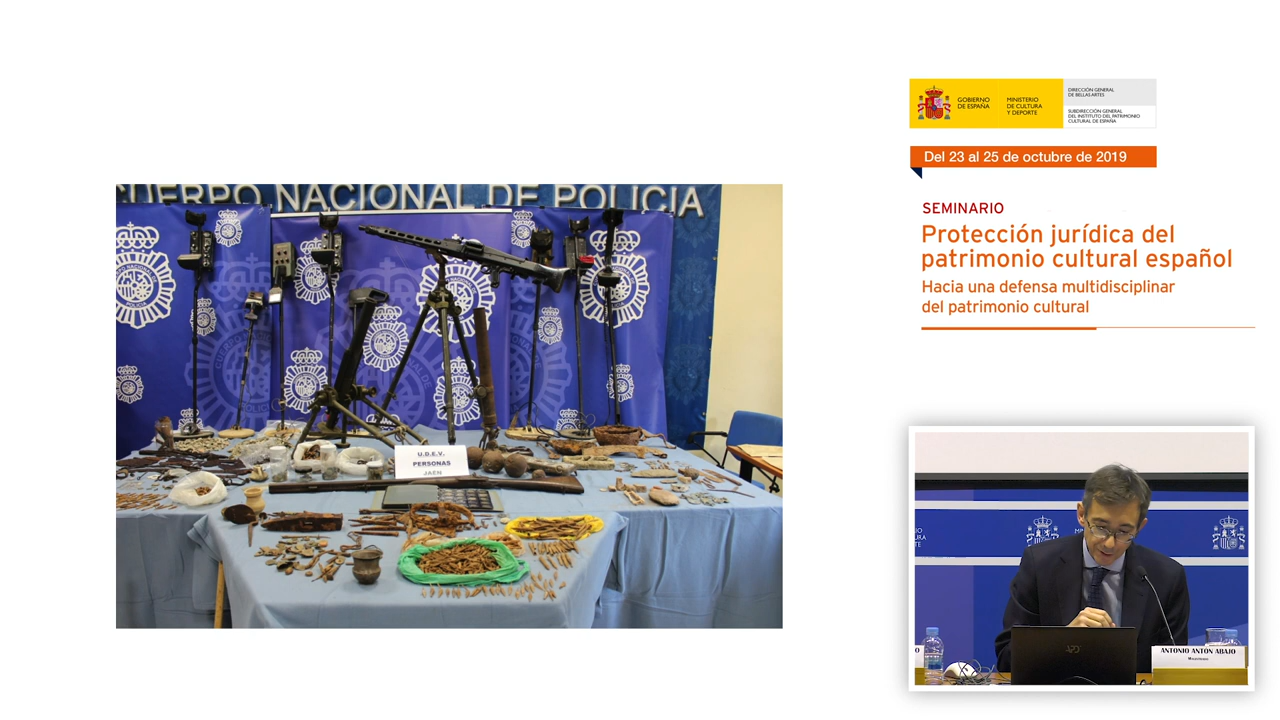 CUERPO NACIONAL DE POLICÍA
U.D.E.V.
PERSONAS
JAEN
GOBIERNO
DE ESPAÑA
MINISTERIO
DE CULTURA
Y DEPORTE
DIRECCIÓN GENERAL
DE BELLAS ARTES
SUBDIRECCIÓN GENERAL
DEL INSTITUTO DEL PATRIMONIO
CULTURAL DE ESPAÑA
Del 23 al 25 de octubre de 2019
SEMINARIO
Protección jurídica del
patrimonio cultural español
Hacia una defensa multidisciplinar
del patrimonio cultural
ANTONIO ANTÓN ABAJO